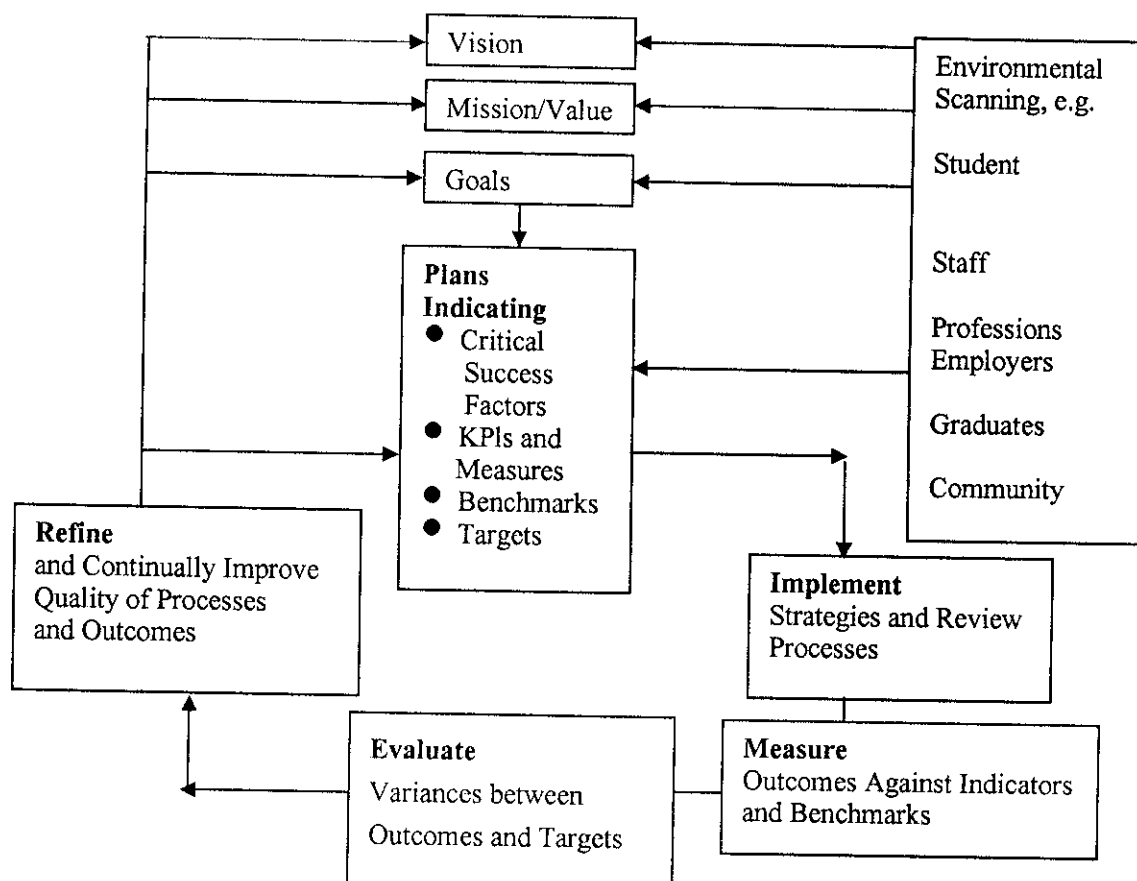 Vision
Mission/Value
Goals
Plans
Indicating
● Critical
Success
Factors
● KPIs and
Measures
● Benchmarks
● Targets
Environmental
Scanning, e.g.
Student
Staff
Professions
Employers
Graduates
Community
Refine
and Continually Improve
Quality of Processes
and Outcomes
Implement
Strategies and Review
Processes
Evaluate
Variances between
Outcomes and Targets
Measure
Outcomes Against Indicators
and Benchmarks